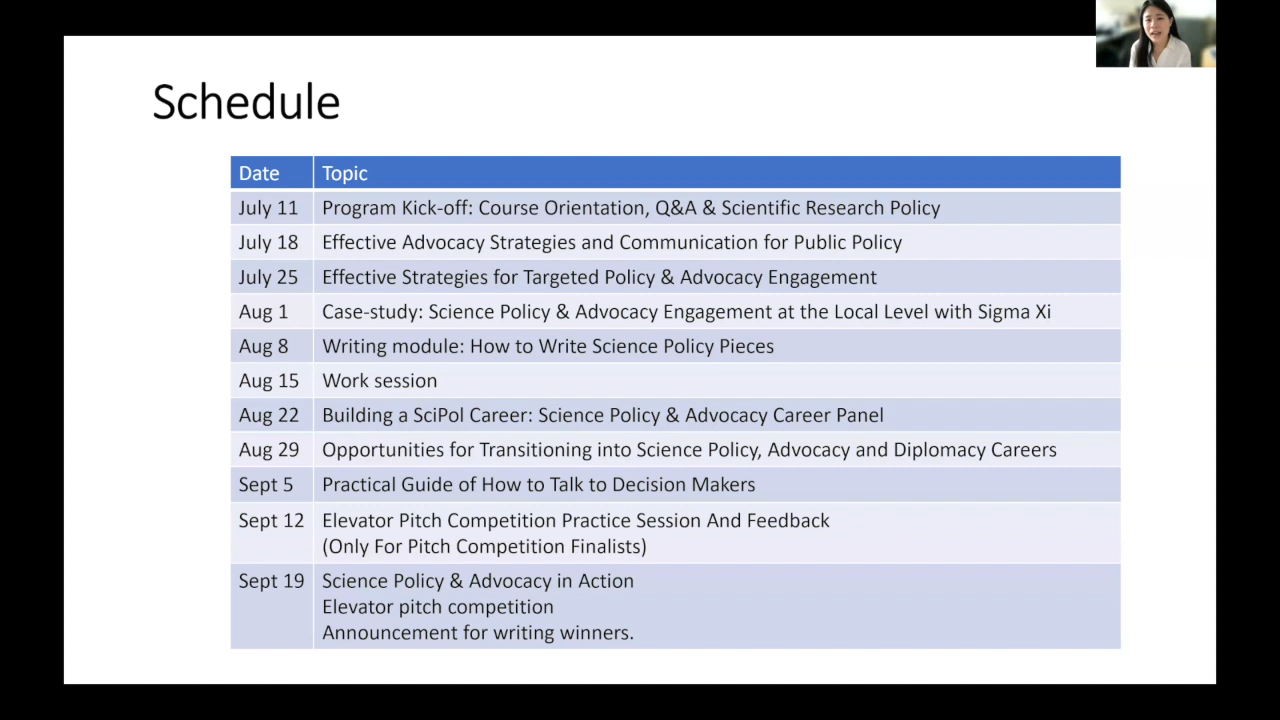 Schedule
Date Topic
July 11 Program Kick-off: Course Orientation, Q&A & Scientific Research Policy
July 18 Effective Advocacy Strategies and Communication for Public Policy
July 25 Effective Strategies for Targeted Policy & Advocacy Engagement
Aug 1 Case-study: Science Policy & Advocacy Engagement at the Local Level with Sigma Xi
Aug 8 Writing module: How to Write Science Policy Pieces
Aug 15 Work session
Aug 22 Building a SciPol Career: Science Policy & Advocacy Career Panel
Aug 29 Opportunities for Transitioning into Science Policy, Advocacy and Diplomacy Careers
Sept 5 Practical Guide of How to Talk to Decision Makers
Sept 12 Elevator Pitch Competition Practice Session And Feedback
(Only For Pitch Competition Finalists)
Sept 19 Science Policy & Advocacy in Action
Elevator pitch competition
Announcement for writing winners.